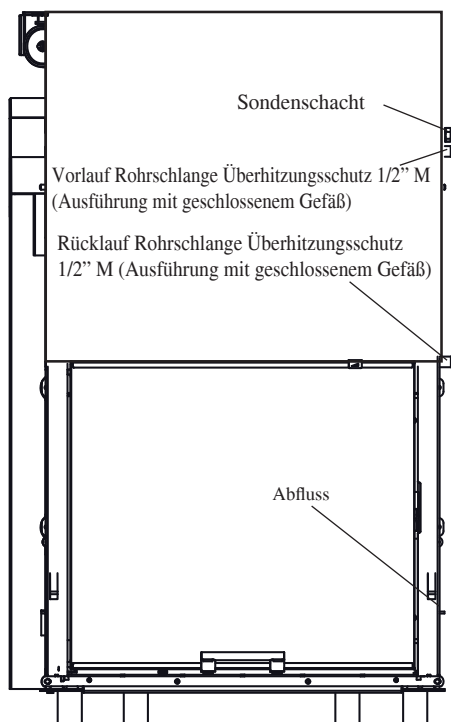 Sondenschacht
Vorlauf Rohrschlange Überhitzungsschutz 1/2” M
(Ausführung mit geschlossenem Gefäß)
Rücklauf Rohrschlange Überhitzungsschutz
1/2” M (Ausführung mit geschlossenem Gefäß)
Abfluss